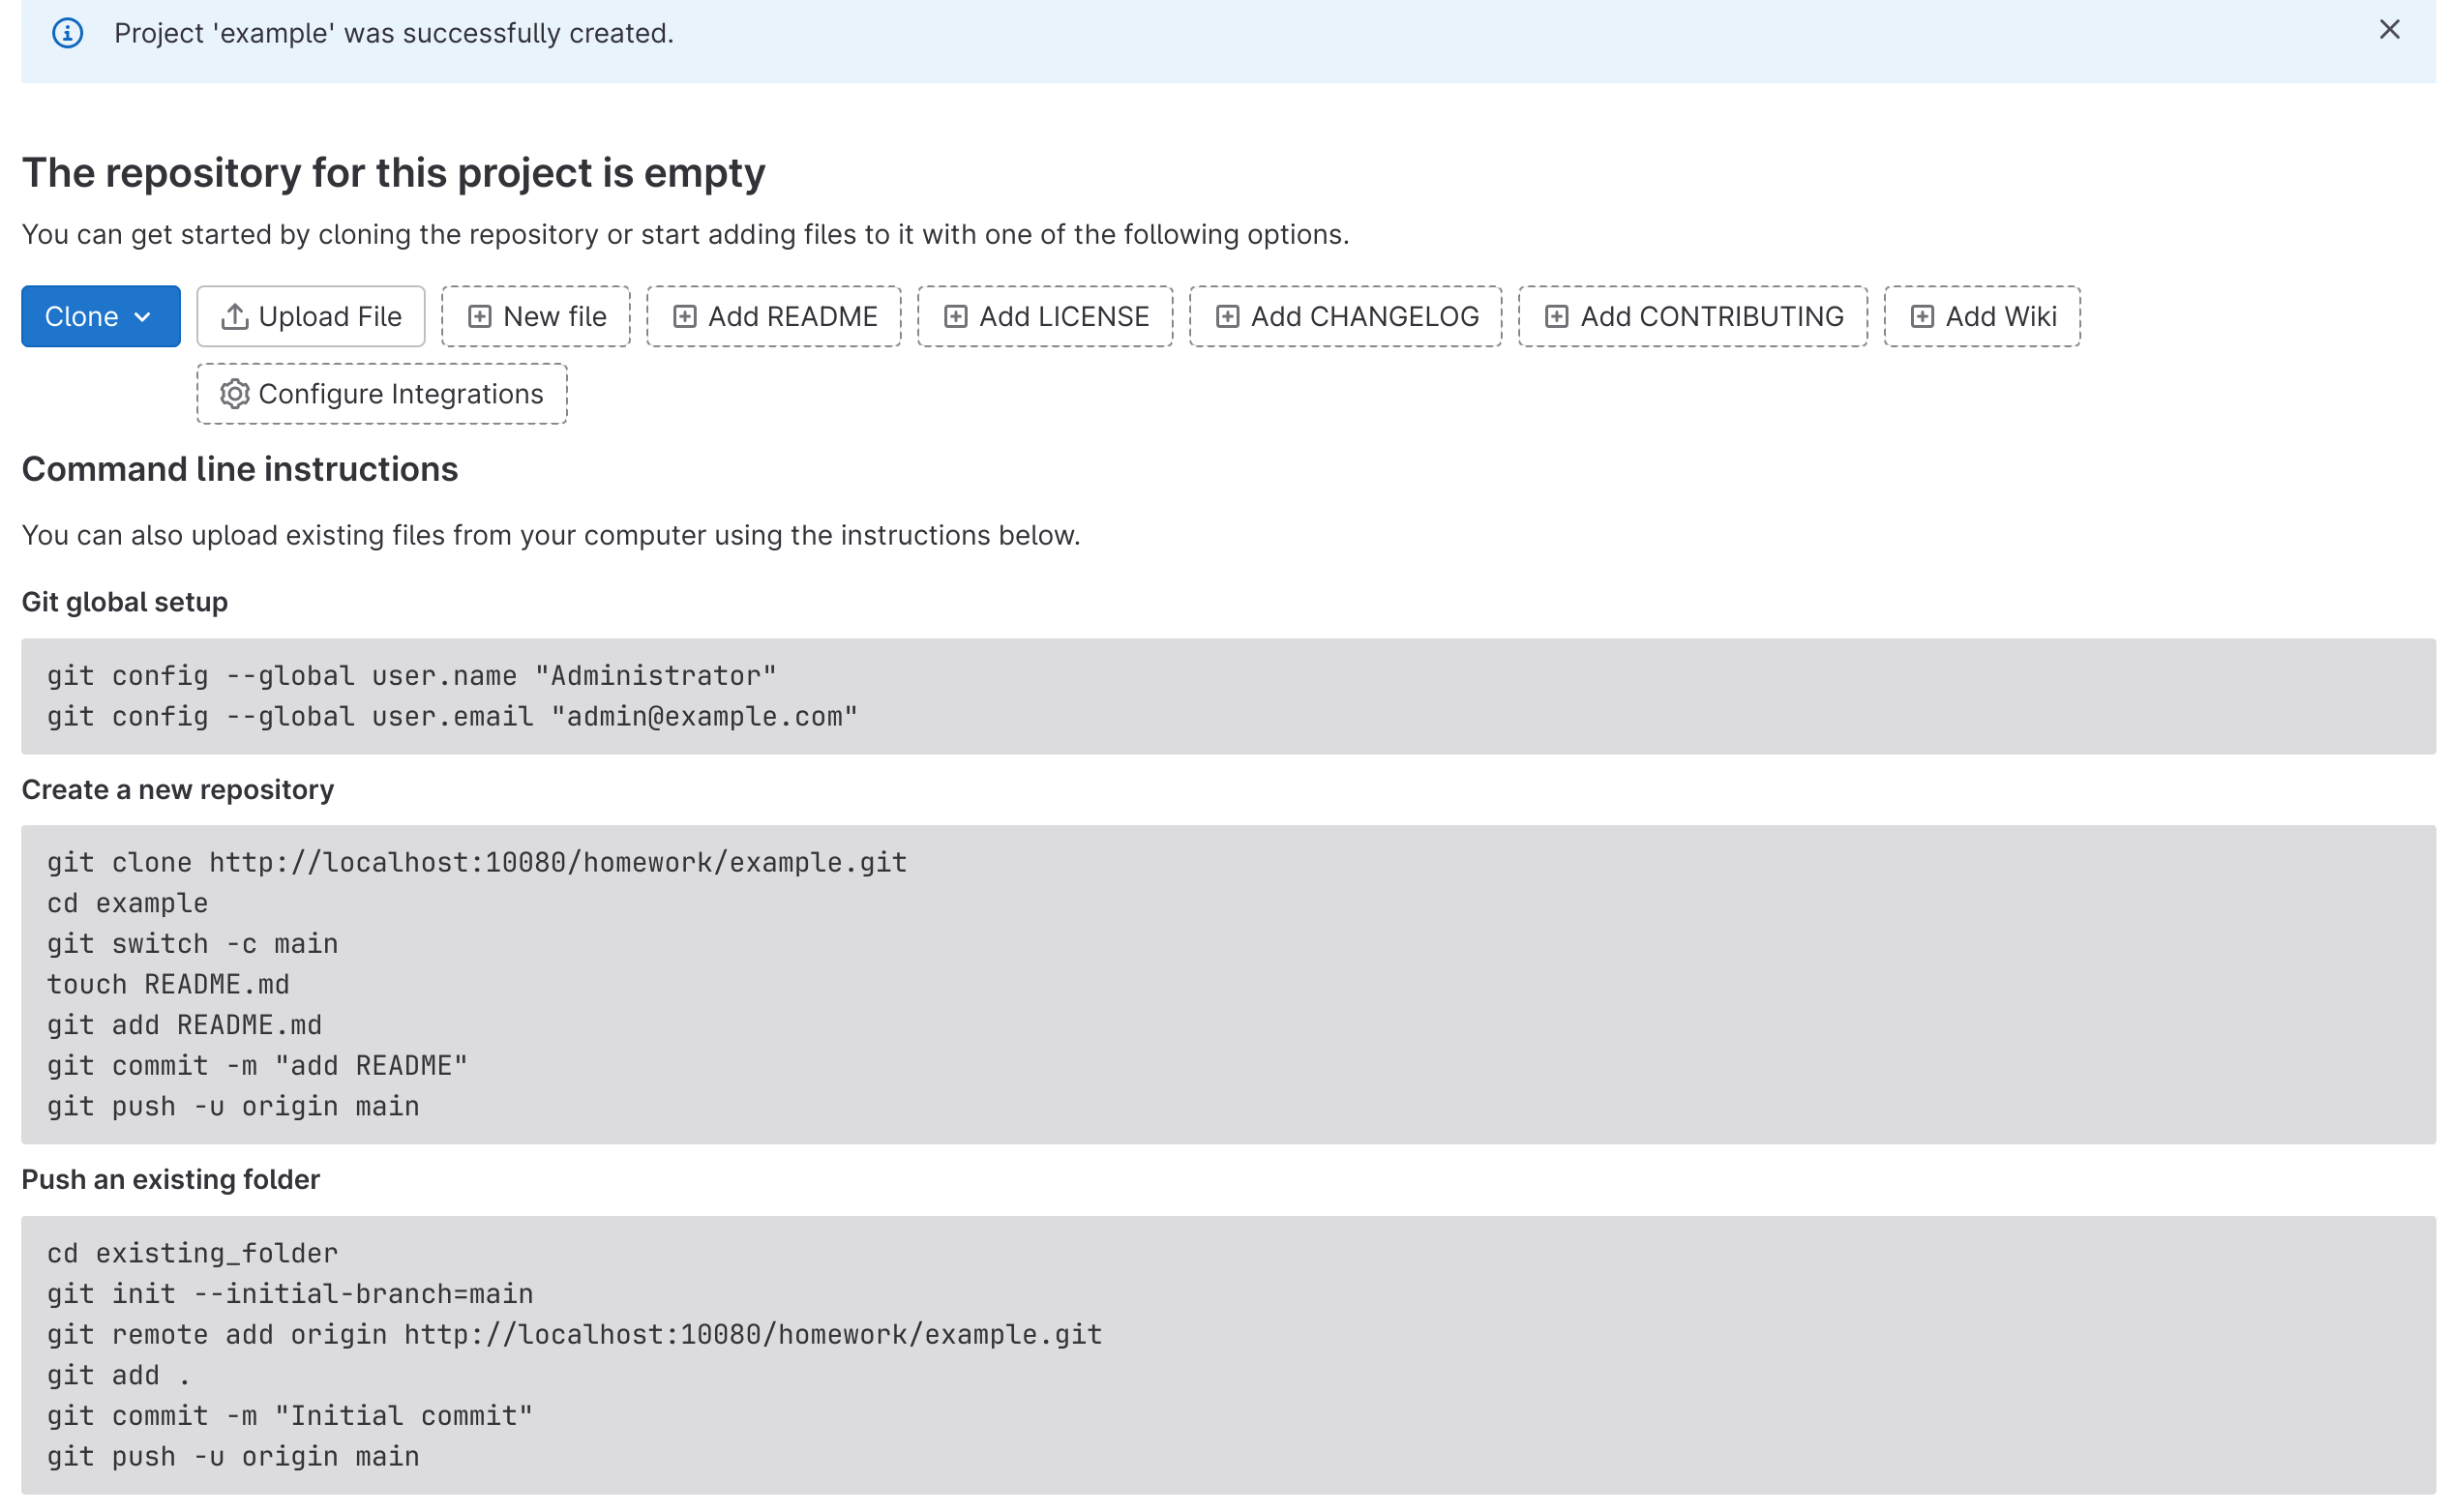 Project 'example' was successfully created.
The repository for this project is empty
You can get started by cloning the repository or start adding files to it with one of the following options.
Clone Upload File New file Add README Add LICENSE Add CHANGELOG Add CONTRIBUTING Add Wiki
Configure Integrations
Command line instructions
You can also upload existing files from your computer using the instructions below.
Git global setup
git config --global user.name "Administrator"
git config --global user.email "admin@example.com"
Create a new repository
git clone http://localhost:10080/homework/example.git
cd example
git switch -c main
touch README.md
git add README.md
git commit -m "add README"
git push -u origin main
Push an existing folder
cd existing_folder
git init --initial-branch=main
git remote add origin http://localhost:10080/homework/example.git
git add .
git commit -m "Initial commit"
git push -u origin main